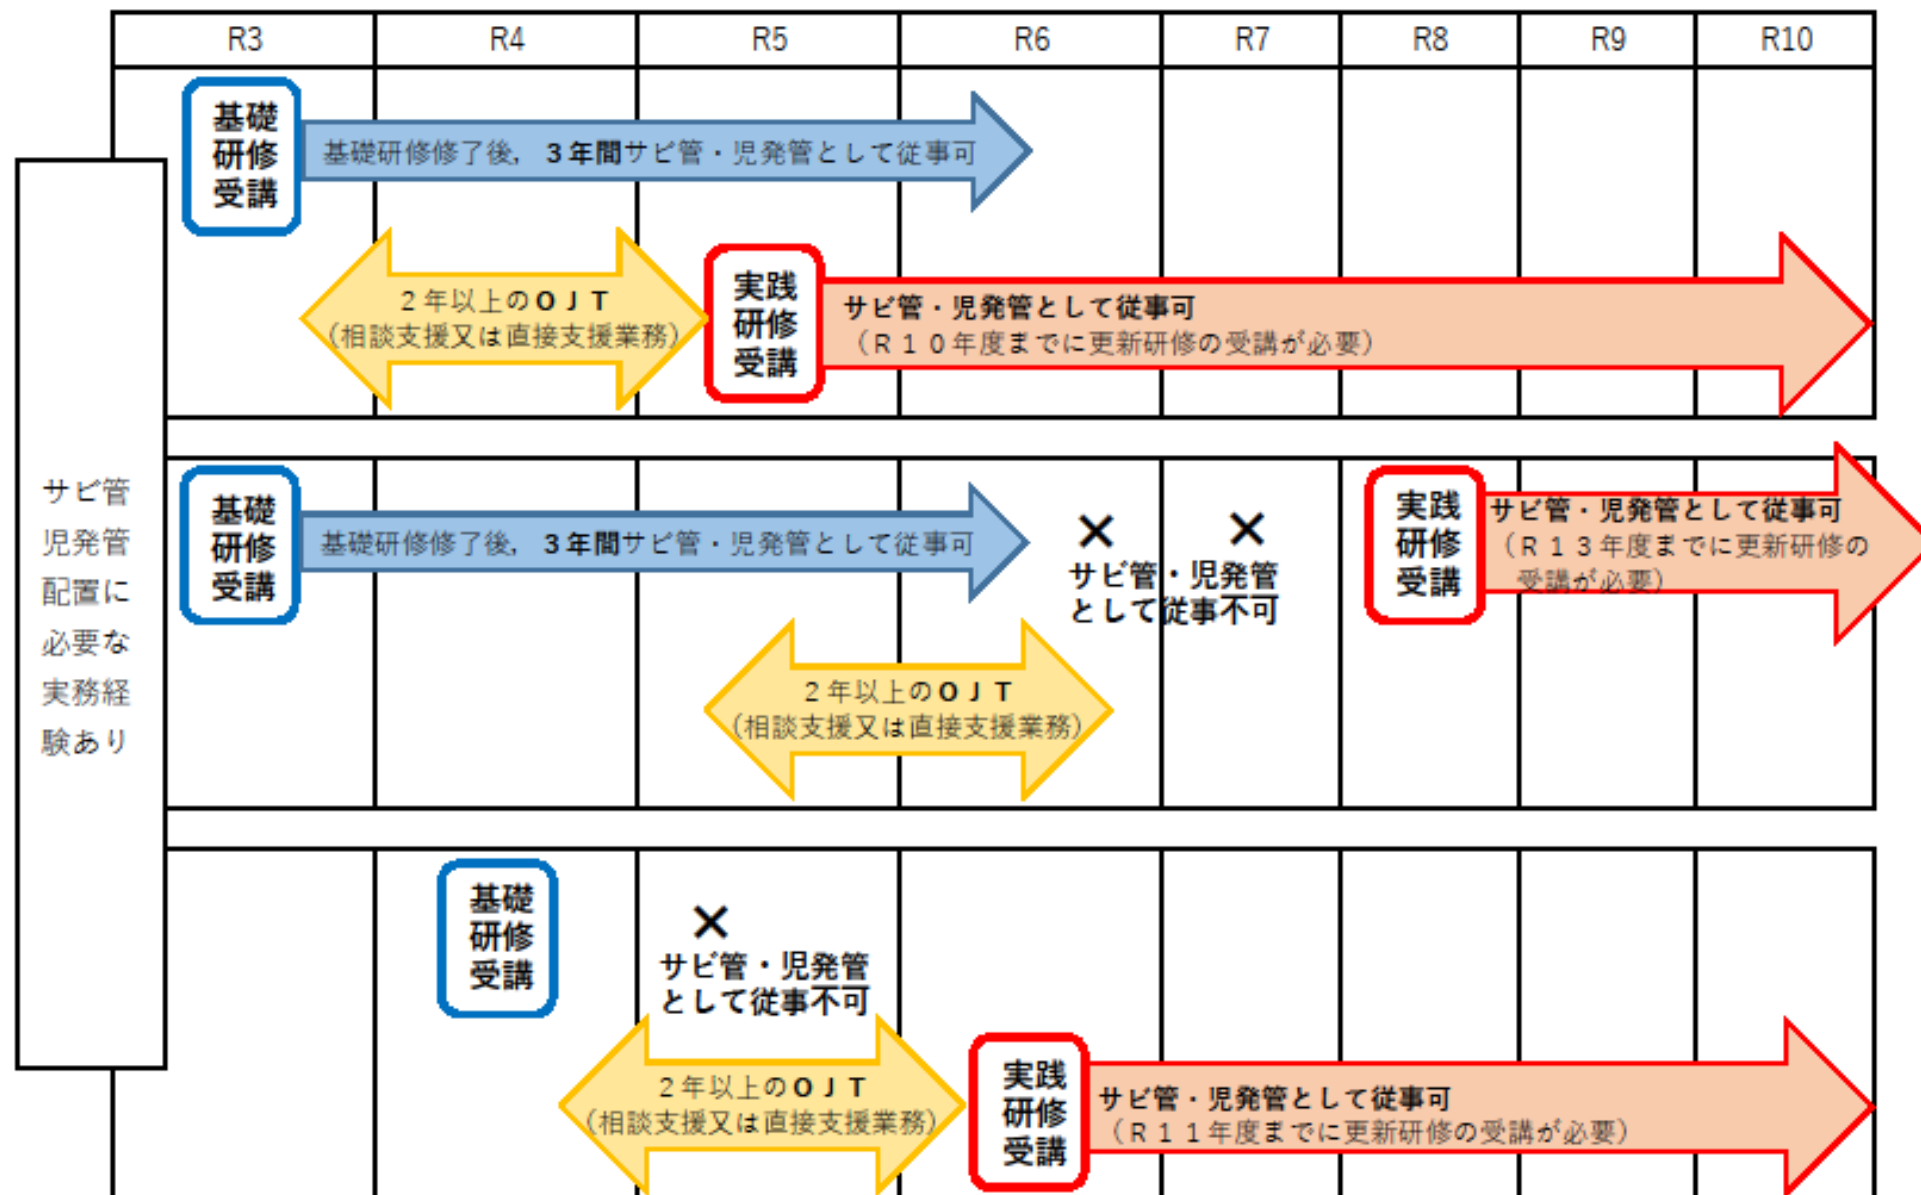 R3 R4 R5 R6 R7 R8 R9 R10
サビ管
児発管
配置に
必要な
実務経
験あり
基礎
研修
受講
基礎研修修了後，３年間サビ管・児発管として従事可
２年以上のＯＪＴ
（相談支援又は直接支援業務）
実践
研修
受講
サビ管・児発管として従事可
（Ｒ１０年度までに更新研修の受講が必要）
基礎
研修
受講
基礎研修修了後，３年間サビ管・児発管として従事可
× ×
サビ管・児発管
として従事不可
２年以上のＯＪＴ
（相談支援又は直接支援業務）
実践
研修
受講
サビ管・児発管として従事可
（Ｒ１３年度までに更新研修の
受講が必要）
基礎
研修
受講
×
サビ管・児発管
として従事不可
２年以上のＯＪＴ
（相談支援又は直接支援業務）
実践
研修
受講
サビ管・児発管として従事可
（Ｒ１１年度までに更新研修の受講が必要）